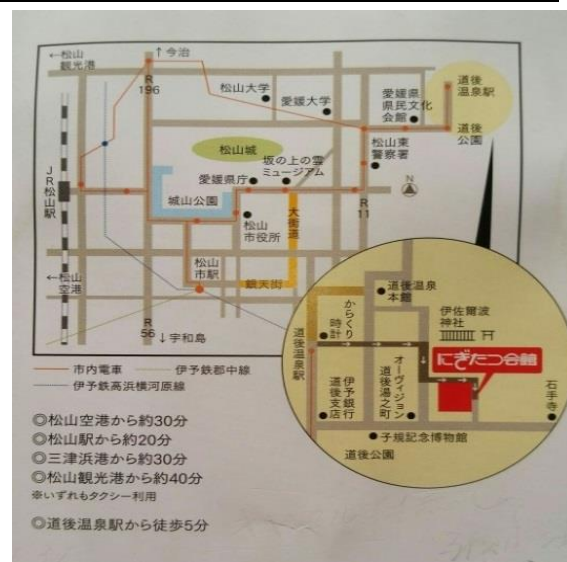 ←松山
観光港
↑今治
R
196
松山大学
愛媛大学
愛媛県
県民文化
会館
道後
温泉駅
道後
公園
松山城
松山東
警察署
坂の上の雲
ミュージアム
愛媛県庁
JR松山駅
城山公園
松山
市役所
大街道
R
11
N
松山
市駅
銀天街
←松山
空港
R
56
↓宇和島
道後温泉
本館
からくり
時計
伊佐爾波
神社
道後温泉駅
にぎたつ会館
伊予銀行
道後支店
オーヴィジョン
道後湯之町
石手寺
子規記念博物館
道後公園
市内電車
伊予鉄郡中線
伊予鉄高浜横河原線
◎松山空港から約30分
◎松山駅から約20分
◎三津浜港から約30分
◎松山観光港から約40分
※いずれもタクシー利用
◎道後温泉駅から徒歩5分